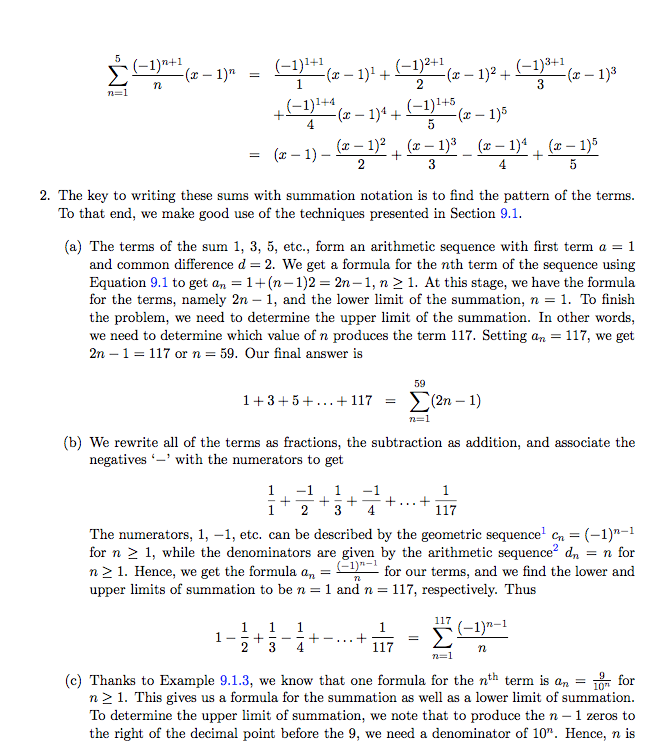 \sum_{n=1}^{5} \frac{(-1)^{n+1}}{n}(x-1)^n = \frac{(-1)^{1+1}}{1}(x-1)^1 + \frac{(-1)^{2+1}}{2}(x-1)^2 + \frac{(-1)^{3+1}}{3}(x-1)^3
+\frac{(-1)^{1+4}}{4}(x-1)^4 + \frac{(-1)^{1+5}}{5}(x-1)^5
= (x-1) - \frac{(x-1)^2}{2} + \frac{(x-1)^3}{3} - \frac{(x-1)^4}{4} + \frac{(x-1)^5}{5}
2. The key to writing these sums with summation notation is to find the pattern of the terms.
To that end, we make good use of the techniques presented in Section 9.1.
(a) The terms of the sum 1, 3, 5, etc., form an arithmetic sequence with first term a = 1
and common difference d = 2. We get a formula for the nth term of the sequence using
Equation 9.1 to get a_n = 1+(n−1)2 = 2n−1, n ≥ 1. At this stage, we have the formula
for the terms, namely 2n − 1, and the lower limit of the summation, n = 1. To finish
the problem, we need to determine the upper limit of the summation. In other words,
we need to determine which value of n produces the term 117. Setting a_n = 117, we get
2n − 1 = 117 or n = 59. Our final answer is
1 + 3 + 5 + … + 117 = \sum_{n=1}^{59} (2n − 1)
(b) We rewrite all of the terms as fractions, the subtraction as addition, and associate the
negatives ‘−’ with the numerators to get
\frac{1}{1} + \frac{-1}{2} + \frac{1}{3} + \frac{-1}{4} + … + \frac{1}{117}
The numerators, 1, −1, etc. can be described by the geometric sequence¹ c_n = (−1)^{n−1}
for n ≥ 1, while the denominators are given by the arithmetic sequence² d_n = n for
n ≥ 1. Hence, we get the formula a_n = \frac{(-1)^{n-1}}{n} for our terms, and we find the lower and
upper limits of summation to be n = 1 and n = 117, respectively. Thus
1 − \frac{1}{2} + \frac{1}{3} − \frac{1}{4} + − … + \frac{1}{117} = \sum_{n=1}^{117} \frac{(-1)^{n-1}}{n}
(c) Thanks to Example 9.1.3, we know that one formula for the n^{th} term is a_n = \frac{9}{10^n} for
n ≥ 1. This gives us a formula for the summation as well as a lower limit of summation.
To determine the upper limit of summation, we note that to produce the n − 1 zeros to
the right of the decimal point before the 9, we need a denominator of 10^n. Hence, n is